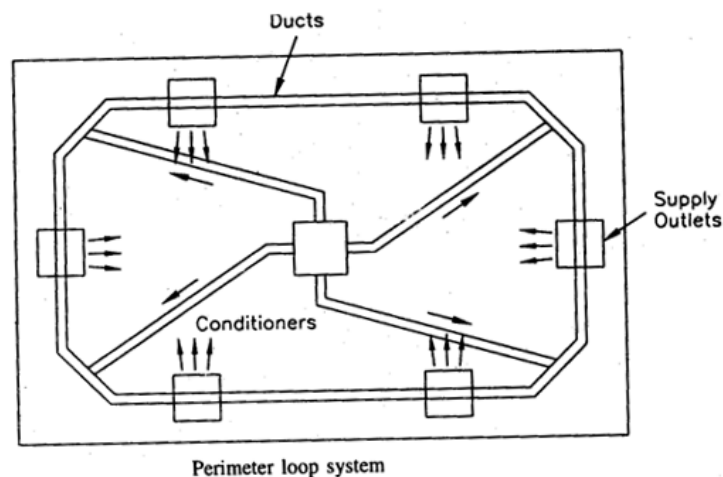 Ducts
Supply
Outlets
Conditioners
Perimeter loop system